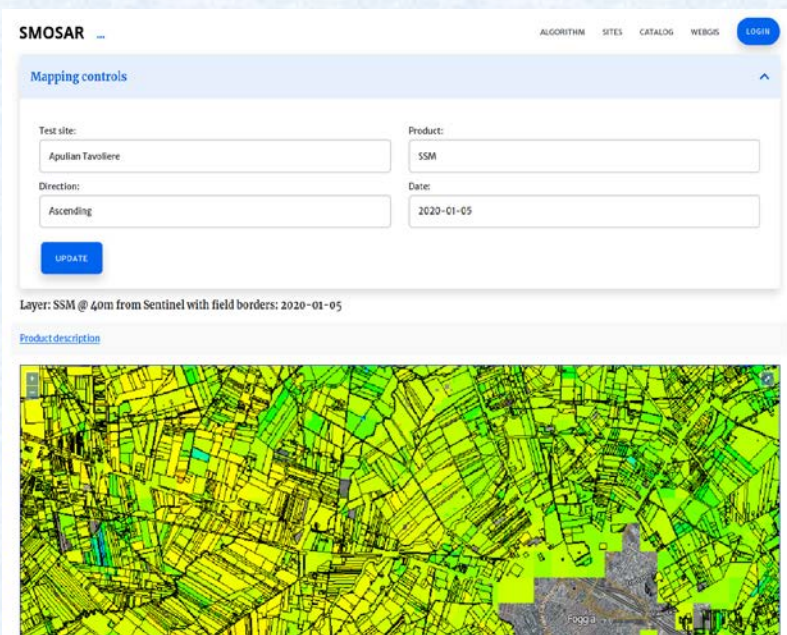 SMOSAR ...
ALGORITHM SITES CATALOG WEBGIS LOGIN
Mapping controls
Test site: Product:
Apulian Tavoliere SSM
Direction: Date:
Ascending 2020-01-05
UPDATE
Layer: SSM @ 40m from Sentinel with field borders: 2020-01-05
Product description
+
−
Foggia